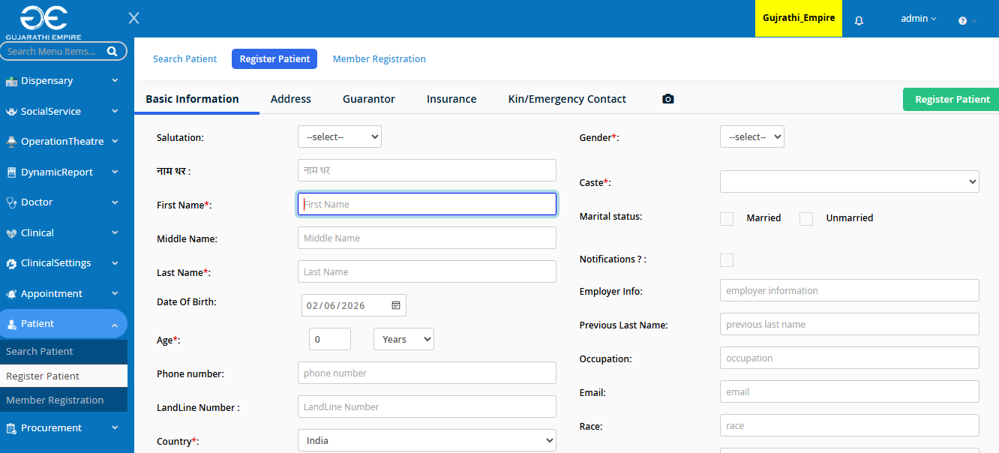 GUJARATHI EMPIRE
Search Menu Items...
Dispensary
SocialService
OperationTheatre
DynamicReport
Doctor
Clinical
ClinicalSettings
Appointment
Patient
Search Patient
Register Patient
Member Registration
Procurement
Gujrathi_Empire
admin
?
Search Patient
Register Patient
Member Registration
Basic Information
Address
Guarantor
Insurance
Kin/Emergency Contact
Register Patient
Salutation:
--select--
नाम थर :
नाम थर
First Name*:
First Name
Middle Name:
Middle Name
Last Name*:
Last Name
Date Of Birth:
02/06/2026
Age*:
0
Years
Phone number:
phone number
LandLine Number :
LandLine Number
Country*:
India
Gender*:
--select--
Caste*:
Marital status:
Married
Unmarried
Notifications ? :
Employer Info:
employer information
Previous Last Name:
previous last name
Occupation:
occupation
Email:
email
Race:
race